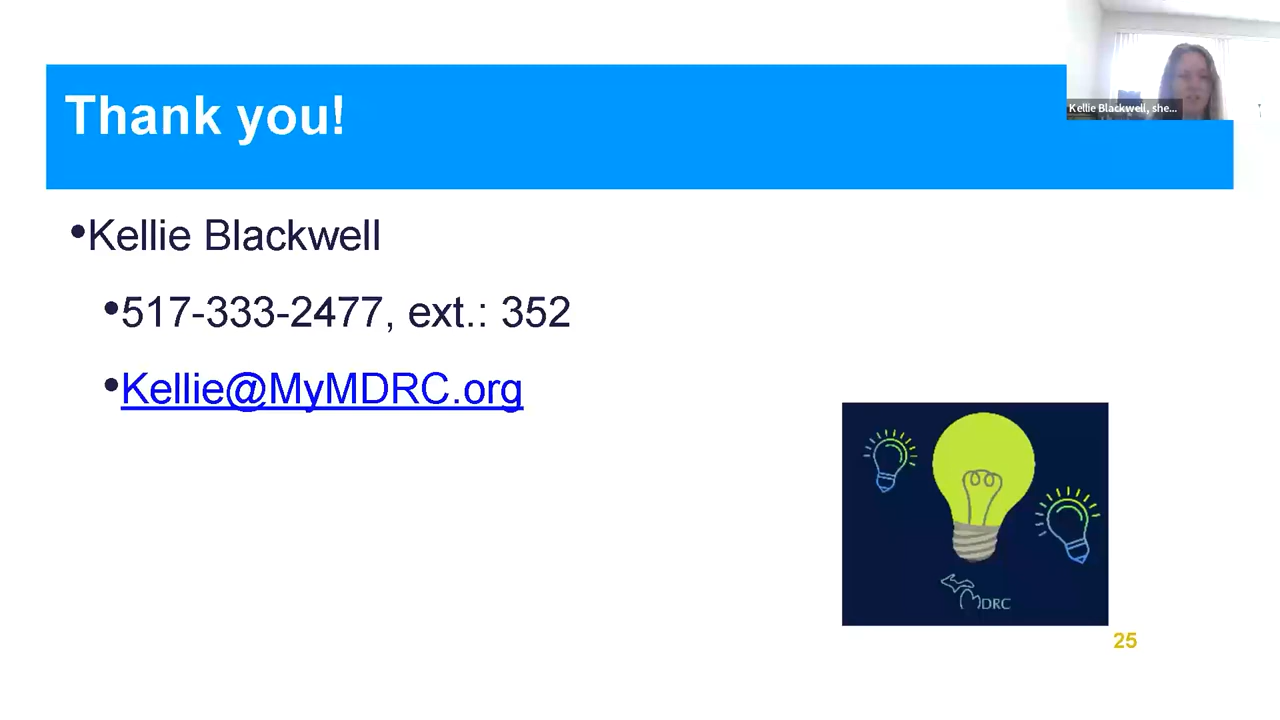 Kellie Blackwell, she...
Thank you!
•Kellie Blackwell
•517-333-2477, ext.: 352
•Kellie@MyMDRC.org
MDRC
25